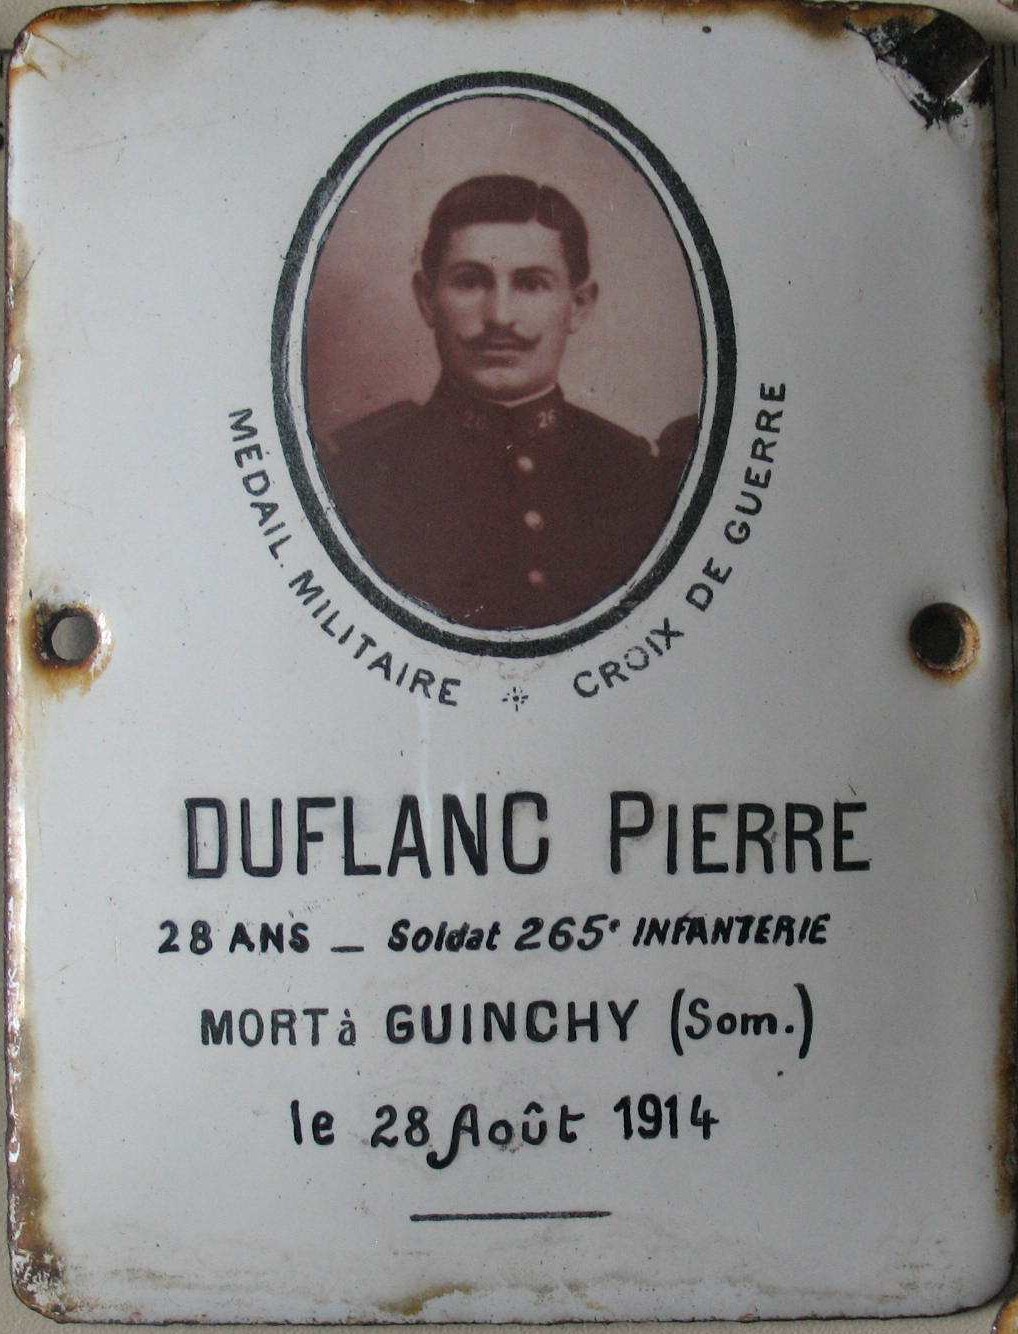 MÉDAIL. MILITAIRE
CROIX DE GUERRE
DUFLANC PIERRE
28 ANS _ Soldat 265e INFANTERIE
MORT à GUINCHY (Som.)
le 28 Août 1914